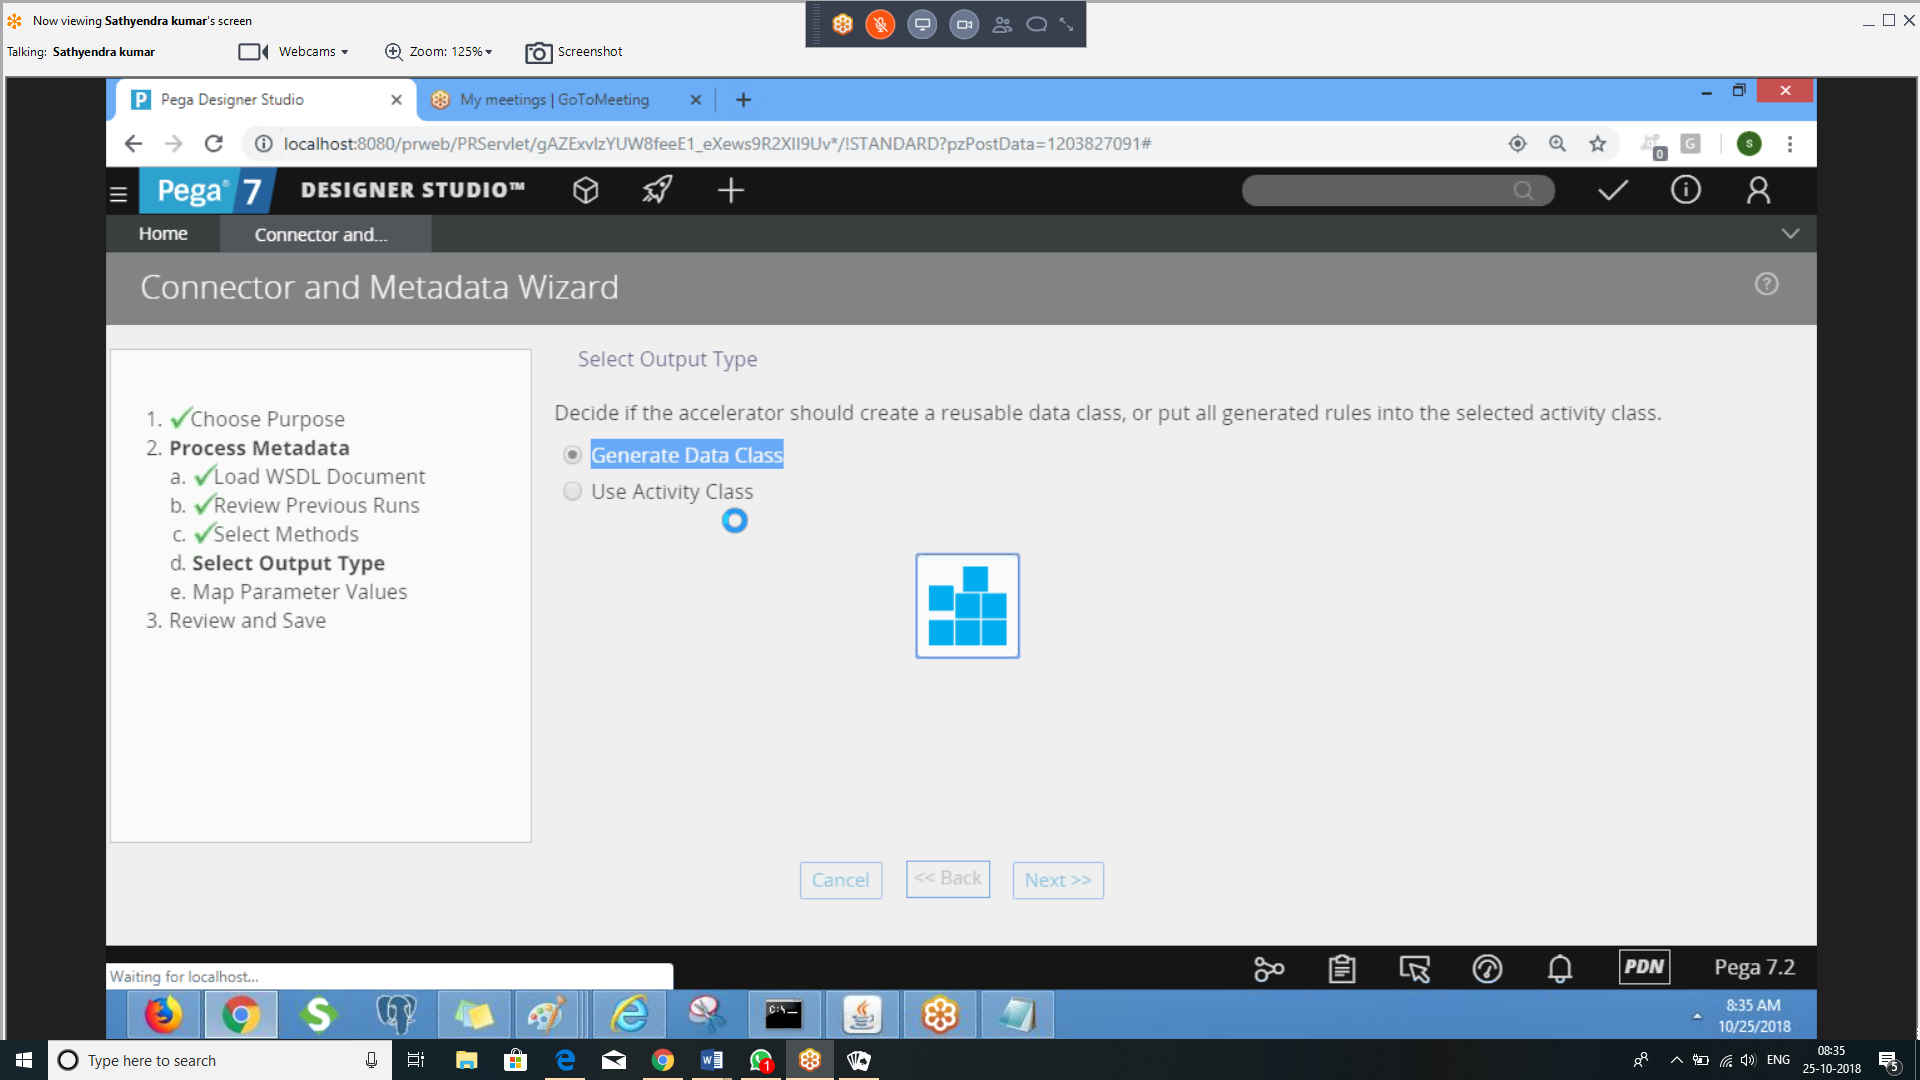 Now viewing Sathyendra kumar's screen
Talking: Sathyendra kumar
Webcams
Zoom: 125%
Screenshot
Pega Designer Studio
My meetings | GoToMeeting
localhost:8080/prweb/PRServlet/gAZExvIzYUW8feeE1_eXews9R2XII9Uv*/!STANDARD?pzPostData=1203827091#
0
G
S
Pega® 7
DESIGNER STUDIO™
Home
Connector and...
Connector and Metadata Wizard
1. Choose Purpose
2. Process Metadata
a. Load WSDL Document
b. Review Previous Runs
c. Select Methods
d. Select Output Type
e. Map Parameter Values
3. Review and Save
Select Output Type
Decide if the accelerator should create a reusable data class, or put all generated rules into the selected activity class.
Generate Data Class
Use Activity Class
Cancel
<< Back
Next >>
PDN
Pega 7.2
Waiting for localhost...
8:35 AM
10/25/2018
Type here to search
1
ENG
08:35
25-10-2018
5